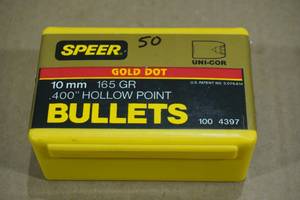 SPEER
50
UNI-COR
GOLD DOT
10 mm 165 GR
.400" HOLLOW POINT
BULLETS
100 4397